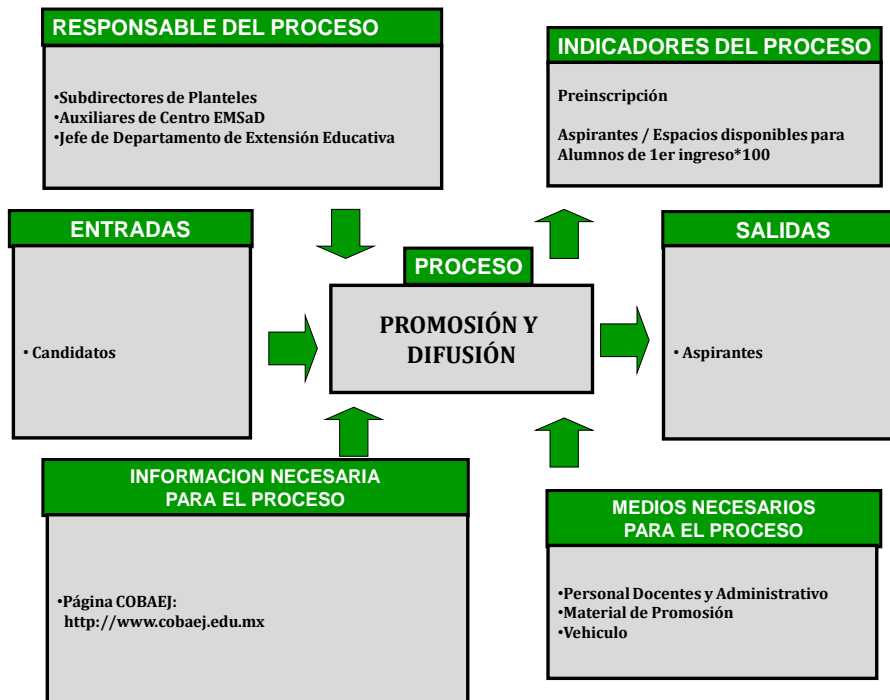 RESPONSABLE DEL PROCESO
•Subdirectores de Planteles
•Auxiliares de Centro EMSaD
•Jefe de Departamento de Extensión Educativa
INDICADORES DEL PROCESO
Preinscripción
Aspirantes / Espacios disponibles para
Alumnos de 1er ingreso*100
ENTRADAS
• Candidatos
PROCESO
PROMOSIÓN Y
DIFUSIÓN
SALIDAS
• Aspirantes
INFORMACION NECESARIA
PARA EL PROCESO
•Página COBAEJ:
http://www.cobaej.edu.mx
MEDIOS NECESARIOS
PARA EL PROCESO
•Personal Docentes y Administrativo
•Material de Promoción
•Vehiculo